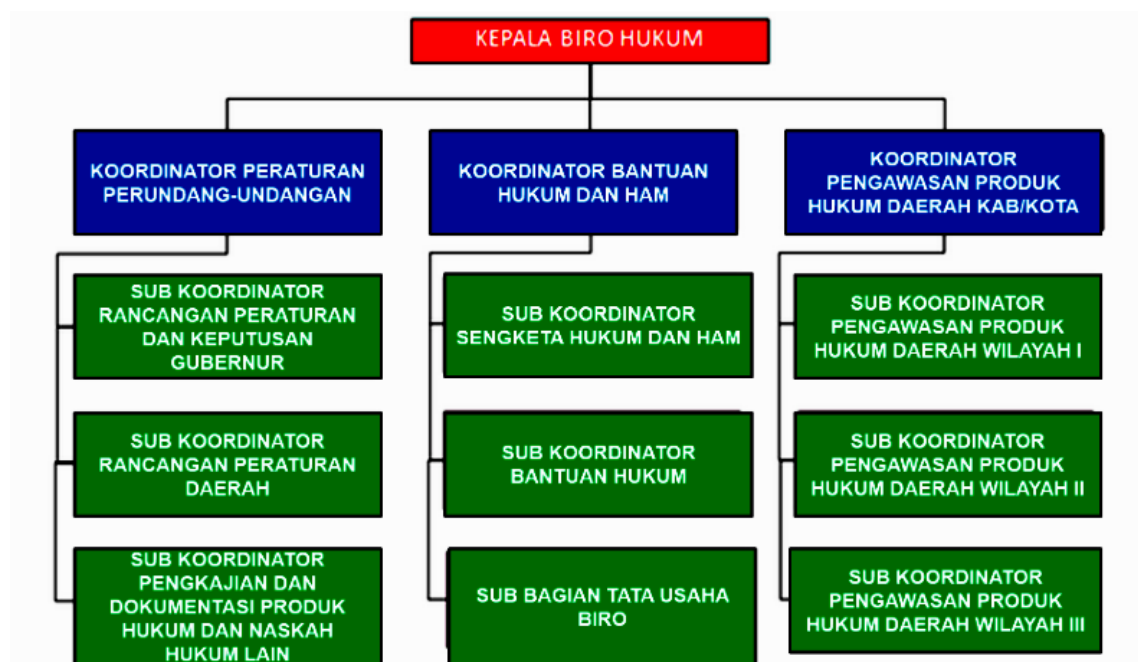 KEPALA BIRO HUKUM
KOORDINATOR PERATURAN
PERUNDANG-UNDANGAN
KOORDINATOR BANTUAN
HUKUM DAN HAM
KOORDINATOR
PENGAWASAN PRODUK
HUKUM DAERAH KAB/KOTA
SUB KOORDINATOR
RANCANGAN PERATURAN
DAN KEPUTUSAN
GUBERNUR
SUB KOORDINATOR
SENGKETA HUKUM DAN HAM
SUB KOORDINATOR
PENGAWASAN PRODUK
HUKUM DAERAH WILAYAH I
SUB KOORDINATOR
RANCANGAN PERATURAN
DAERAH
SUB KOORDINATOR
BANTUAN HUKUM
SUB KOORDINATOR
PENGAWASAN PRODUK
HUKUM DAERAH WILAYAH II
SUB KOORDINATOR
PENGKAJIAN DAN
DOKUMENTASI PRODUK
HUKUM DAN NASKAH
HUKUM LAIN
SUB BAGIAN TATA USAHA
BIRO
SUB KOORDINATOR
PENGAWASAN PRODUK
HUKUM DAERAH WILAYAH III